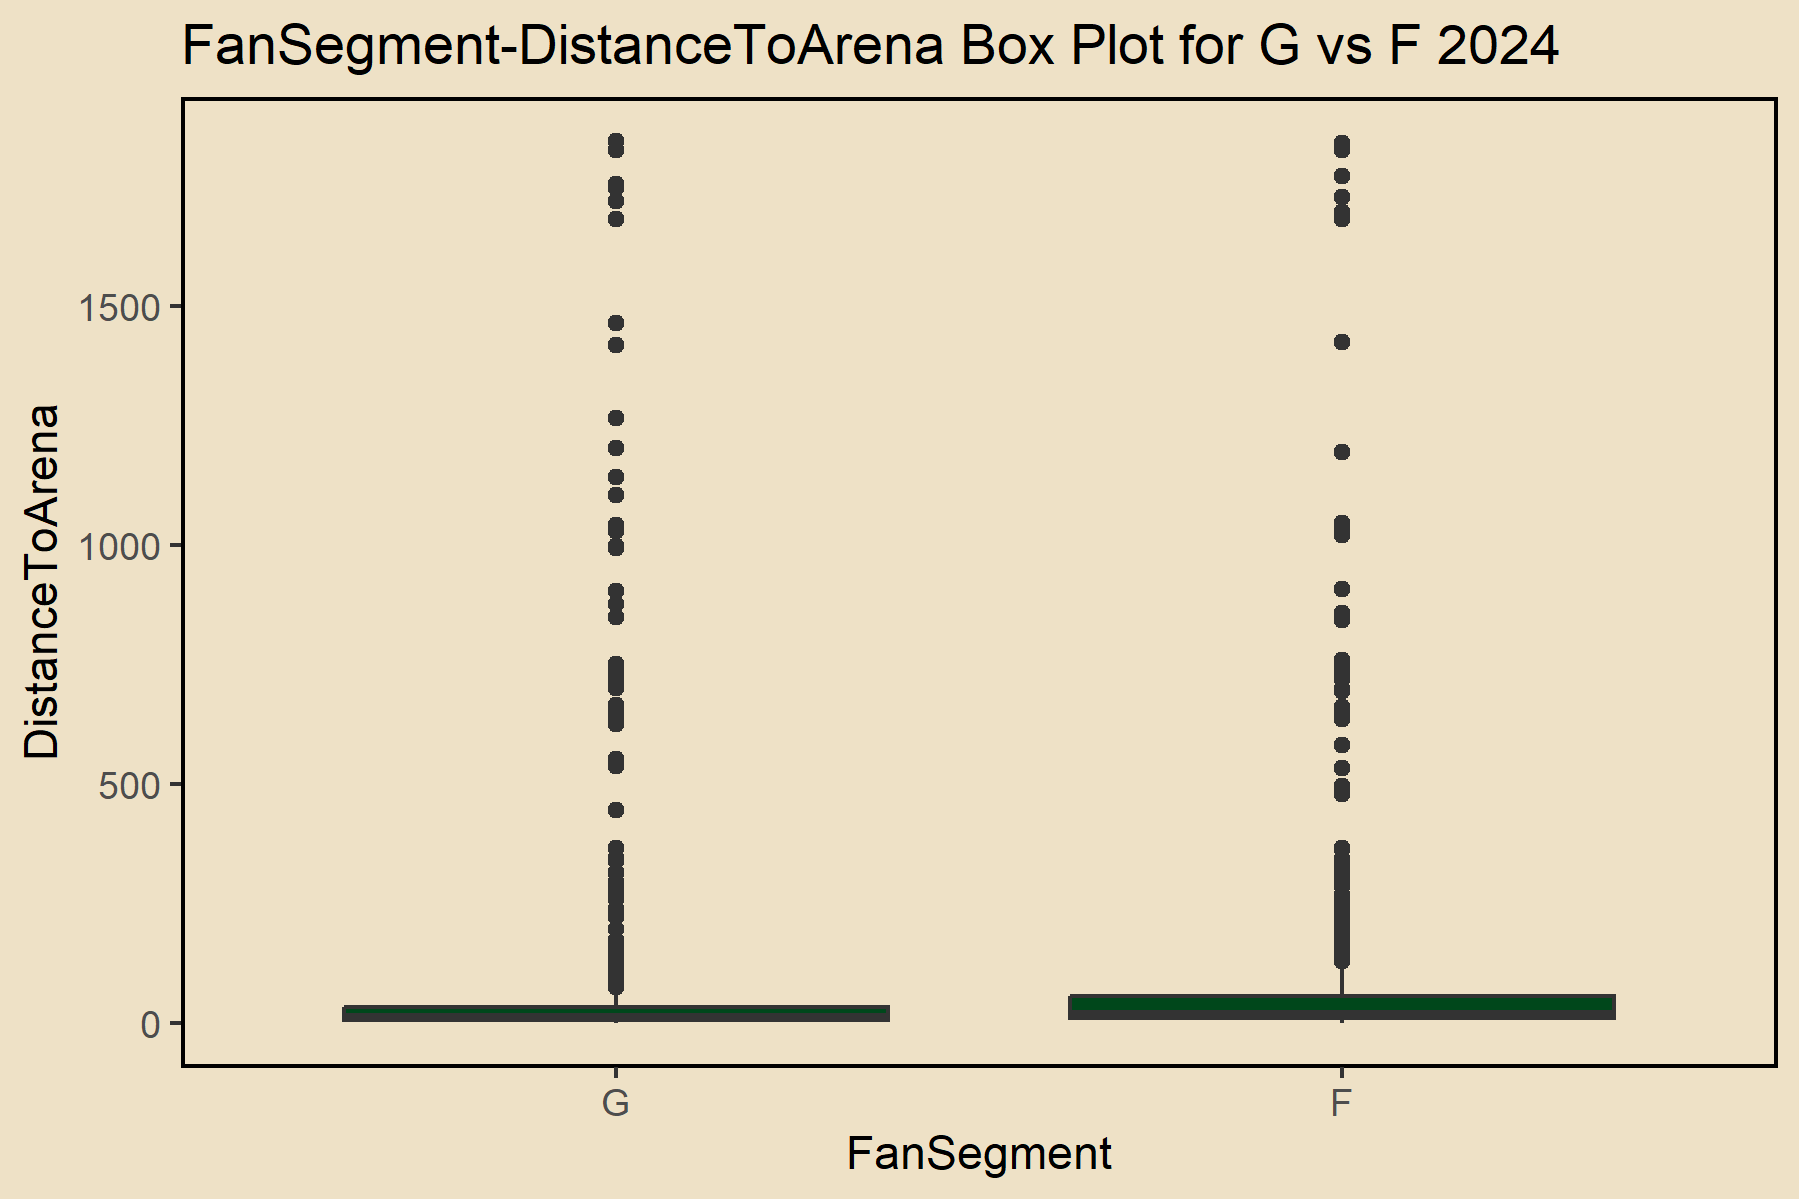 FanSegment-DistanceToArena Box Plot for G vs F 2024
1500
1000
500
0
DistanceToArena
G
F
FanSegment